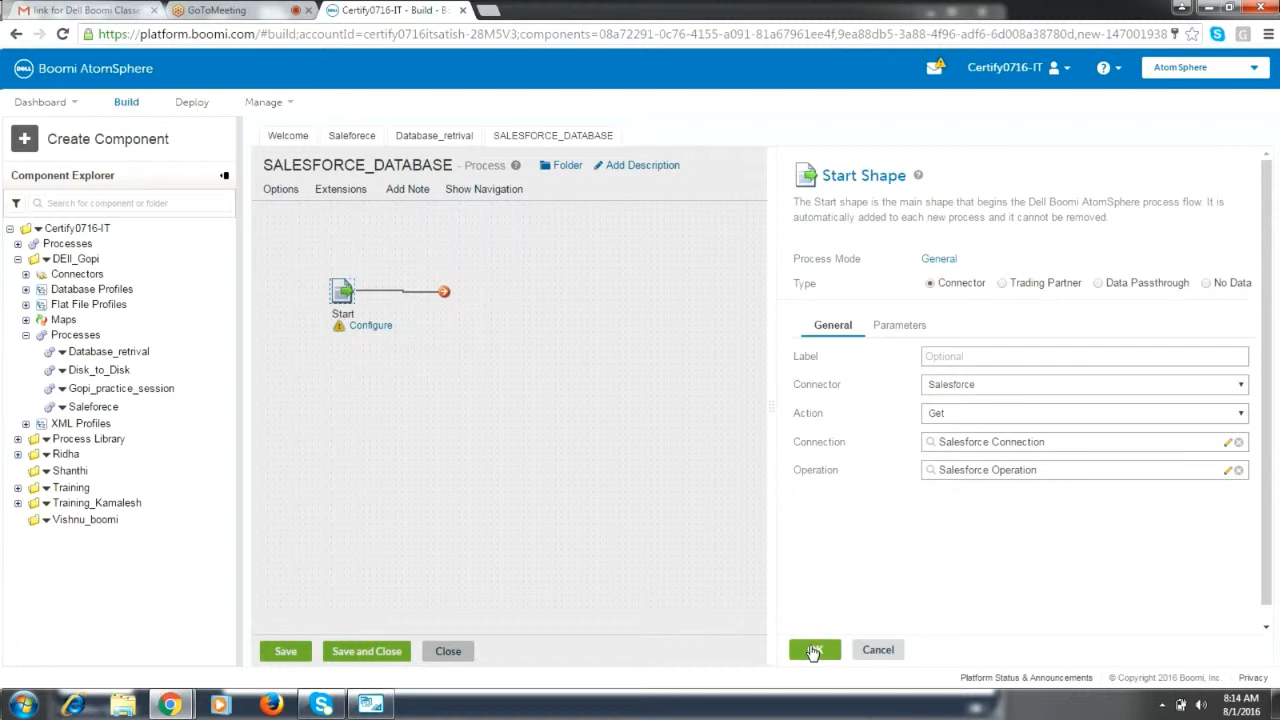 link for Dell Boomi Classe
GoToMeeting
Certify0716-IT - Build - B
https://platform.boomi.com/#build;accountId=certify0716itsatish-28M5V3;components=08a72291-0c76-4155-a091-81a67961ee4f,9ea88db5-3a88-4f96-adf6-6d008a38780d,new-147001938
DELL Boomi AtomSphere
Certify0716-IT
AtomSphere
Dashboard Build Deploy Manage
Create Component
Welcome Saleforece Database_retrival SALESFORCE_DATABASE
Component Explorer
SALESFORCE_DATABASE - Process Folder Add Description
Options Extensions Add Note Show Navigation
Search for component or folder
Certify0716-IT
Processes
DEll_Gopi
Connectors
Database Profiles
Flat File Profiles
Maps
Processes
Database_retrival
Disk_to_Disk
Gopi_practice_session
Saleforece
XML Profiles
Process Library
Ridha
Shanthi
Training
Training_Kamalesh
Vishnu_boomi
Start
Configure
Save Save and Close Close
Start Shape
The Start shape is the main shape that begins the Dell Boomi AtomSphere process flow. It is
automatically added to each new process and it cannot be removed.
Process Mode General
Type Connector Trading Partner Data Passthrough No Data
General Parameters
Label Optional
Connector Salesforce
Action Get
Connection Salesforce Connection
Operation Salesforce Operation
Cancel
Platform Status & Announcements © Copyright 2016 Boomi, Inc. Privacy
8:14 AM
8/1/2016